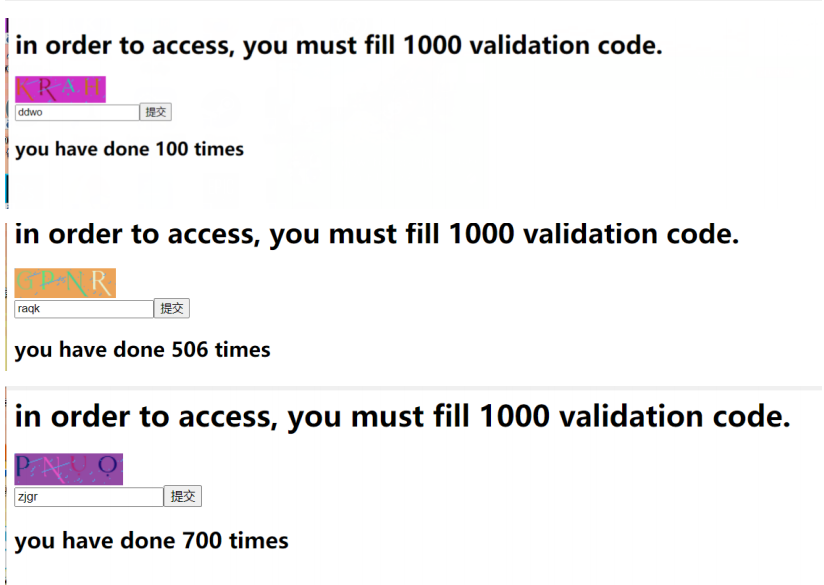 in order to access, you must fill 1000 validation code.
KRAH
ddwo 提交
you have done 100 times
in order to access, you must fill 1000 validation code.
GPNR
raqk 提交
you have done 506 times
in order to access, you must fill 1000 validation code.
PNUO
zjgr 提交
you have done 700 times